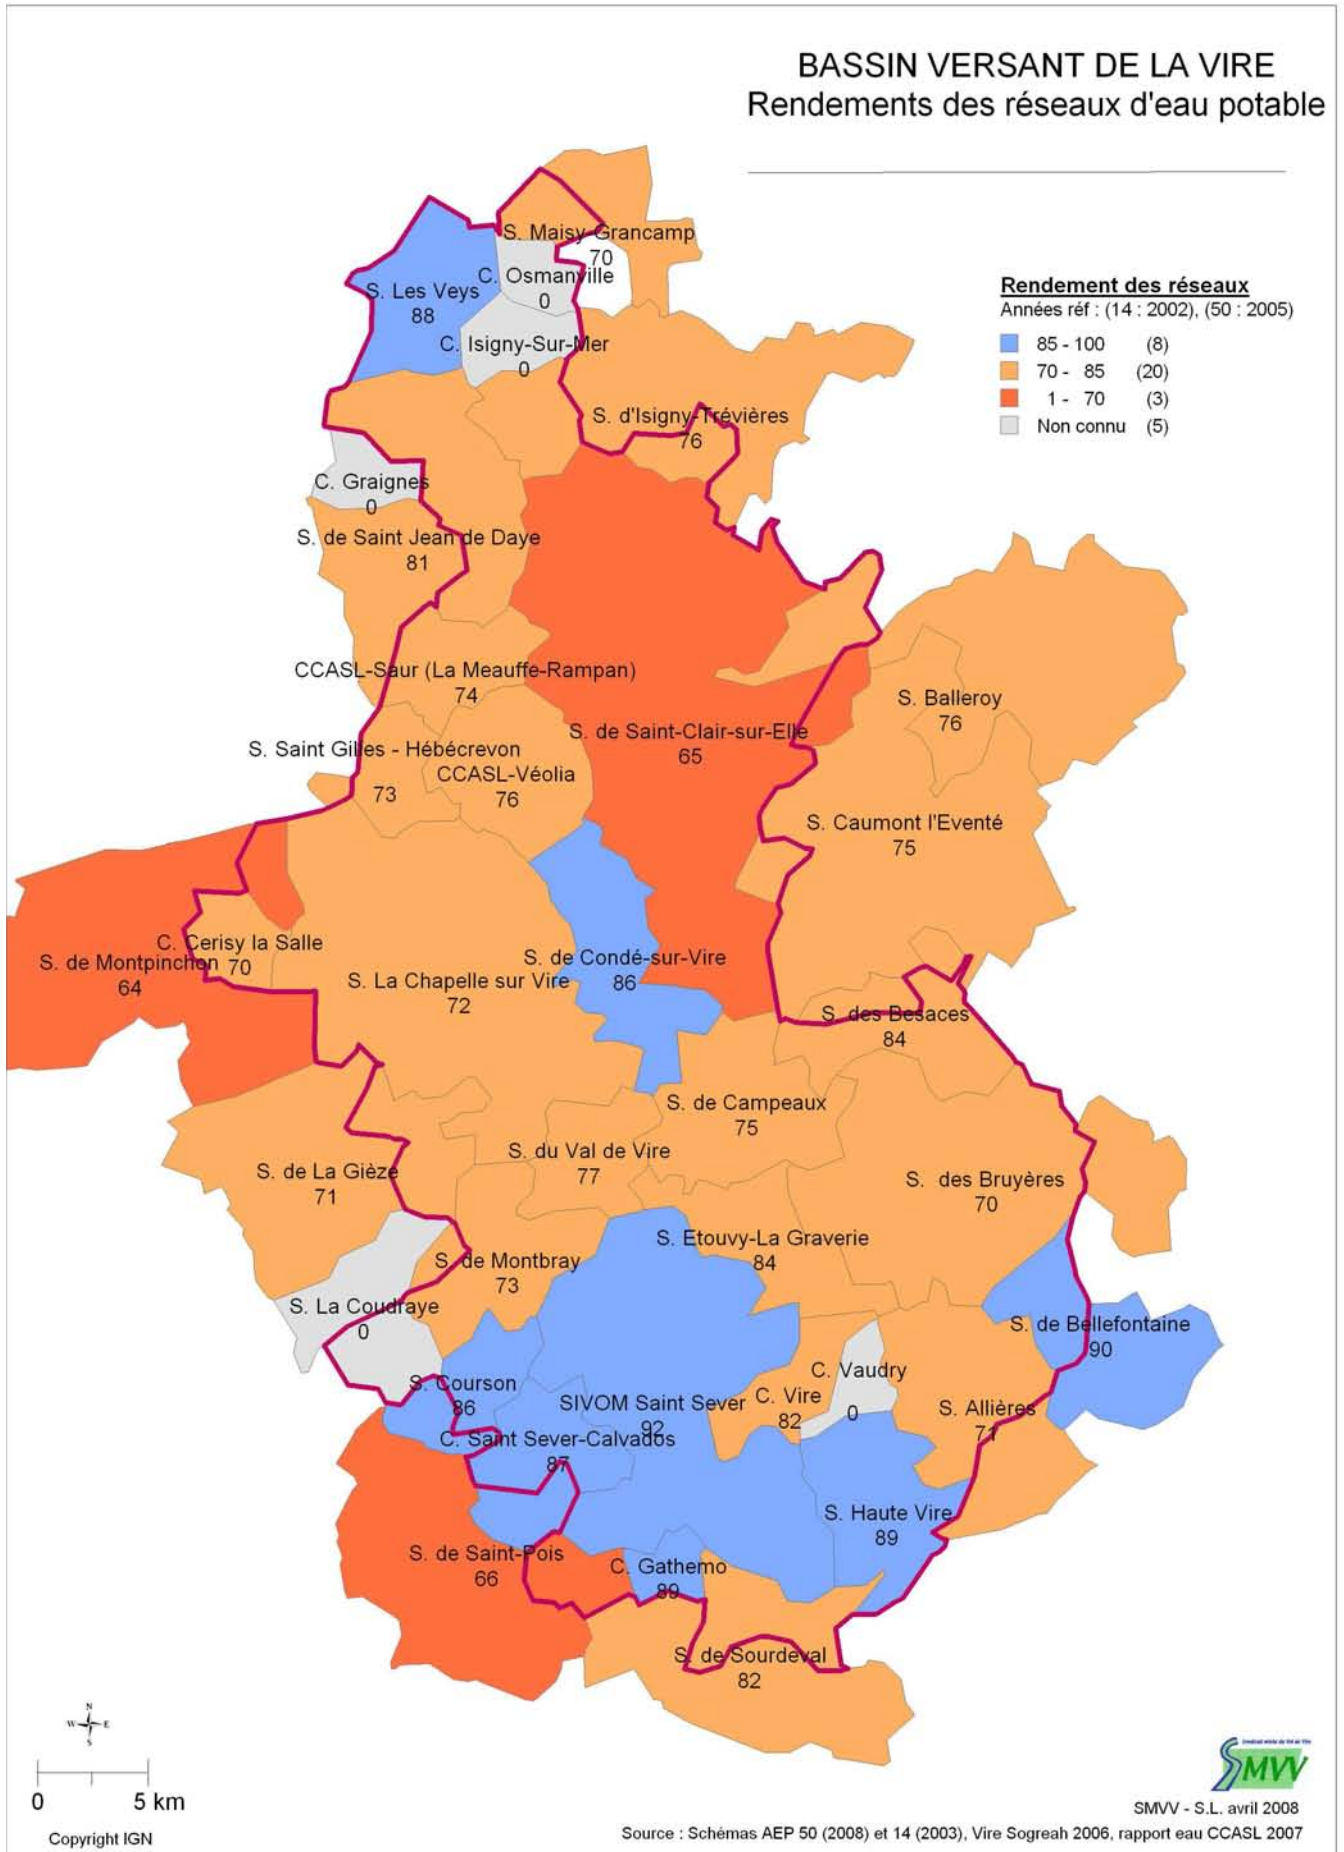 BASSIN VERSANT DE LA VIRE
Rendements des réseaux d'eau potable
S. Maisy-Grancamp
70
C. Osmanville
0
S. Les Veys
88
C. Isigny-Sur-Mer
0
Rendement des réseaux
Années réf : (14 : 2002), (50 : 2005)
85 - 100 (8)
70 - 85 (20)
1 - 70 (3)
Non connu (5)
S. d'Isigny-Trévières
76
C. Graignes
0
S. de Saint Jean de Daye
81
CCASL-Saur (La Meauffe-Rampan)
74
S. Balleroy
76
S. de Saint-Clair-sur-Elle
65
S. Saint Gilles - Hébécrevon
73
CCASL-Véolia
76
S. Caumont l'Eventé
75
C. Cerisy la Salle
70
S. de Montpinchon
64
S. de Condé-sur-Vire
86
S. La Chapelle sur Vire
72
S. des Besaces
84
S. de Campeaux
75
S. du Val de Vire
77
S. de La Gièze
71
S. des Bruyères
70
S. Etouvy-La Graverie
84
S. de Montbray
73
S. La Coudraye
0
S. de Bellefontaine
90
C. Vaudry
0
S. Courson
86
C. Vire
82
SIVOM Saint Sever
92
S. Allières
71
C. Saint Sever-Calvados
87
S. Haute Vire
89
S. de Saint-Pois
66
C. Gathemo
89
S. de Sourdeval
82
N
W E
S
0 5 km
Copyright IGN
SMVV
SMVV - S.L. avril 2008
Source : Schémas AEP 50 (2008) et 14 (2003), Vire Sogreah 2006, rapport eau CCASL 2007